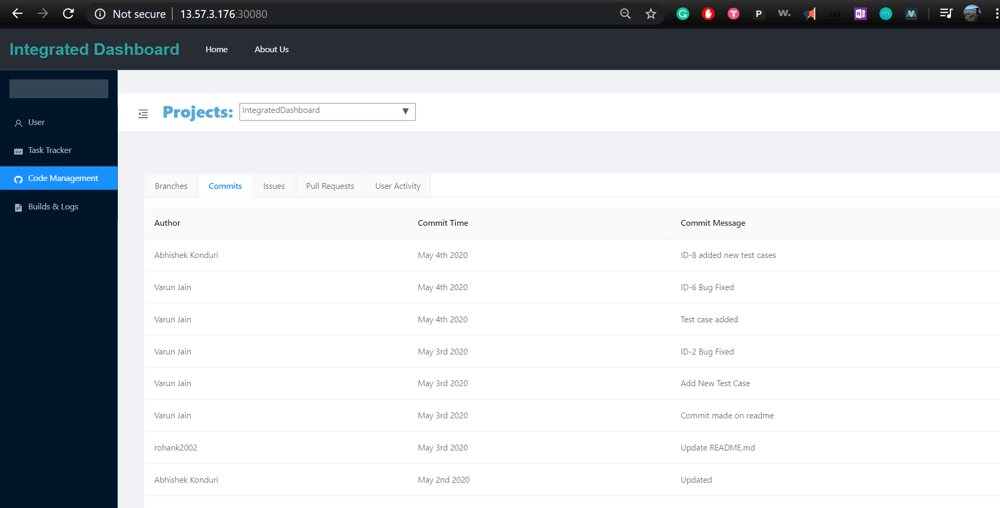 Not secure | 13.57.3.176:30080
Integrated Dashboard Home About Us
Projects: IntegratedDashboard
User
Task Tracker
Code Management
Builds & Logs
Branches Commits Issues Pull Requests User Activity
Author Commit Time Commit Message
Abhishek Konduri May 4th 2020 ID-8 added new test cases
Varun Jain May 4th 2020 ID-6 Bug Fixed
Varun Jain May 4th 2020 Test case added
Varun Jain May 3rd 2020 ID-2 Bug Fixed
Varun Jain May 3rd 2020 Add New Test Case
Varun Jain May 3rd 2020 Commit made on readme
rohank2002 May 3rd 2020 Update README.md
Abhishek Konduri May 2nd 2020 Updated